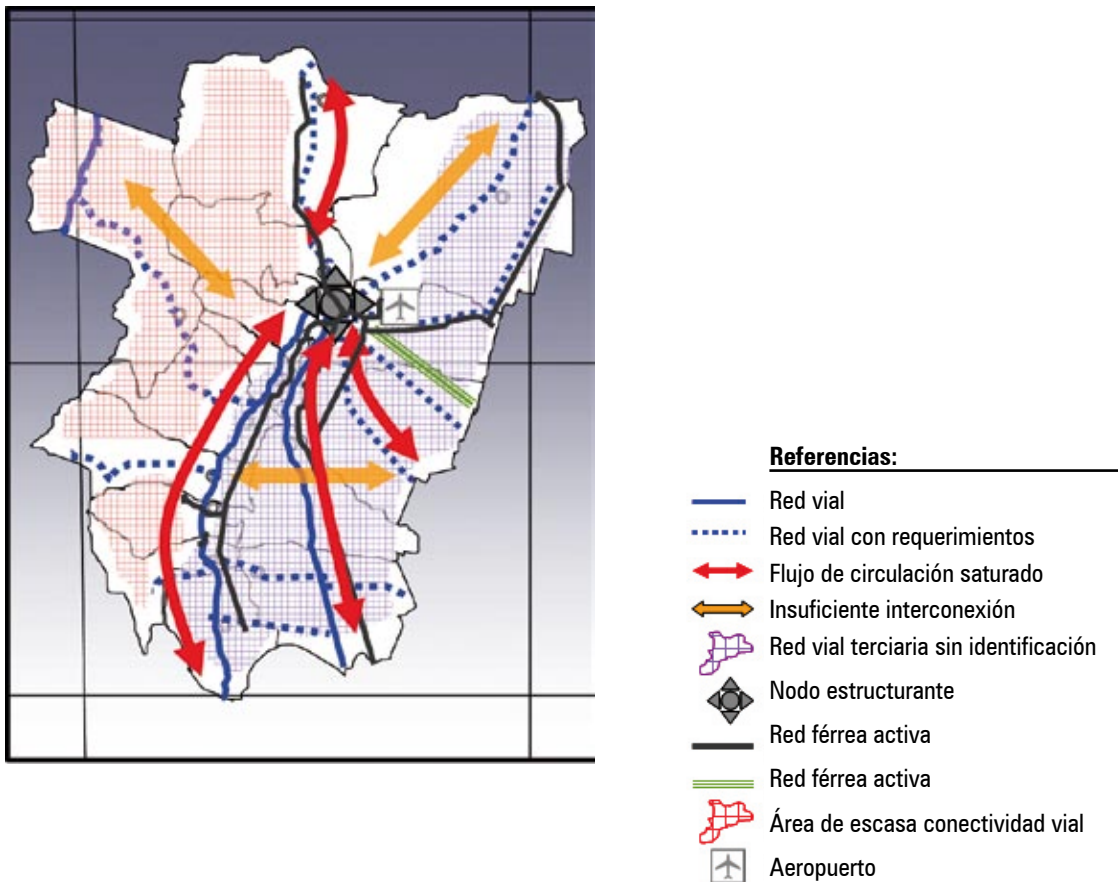 Referencias:
Red vial
Red vial con requerimientos
Flujo de circulación saturado
Insuficiente interconexión
Red vial terciaria sin identificación
Nodo estructurante
Red férrea activa
Red férrea activa
Área de escasa conectividad vial
Aeropuerto